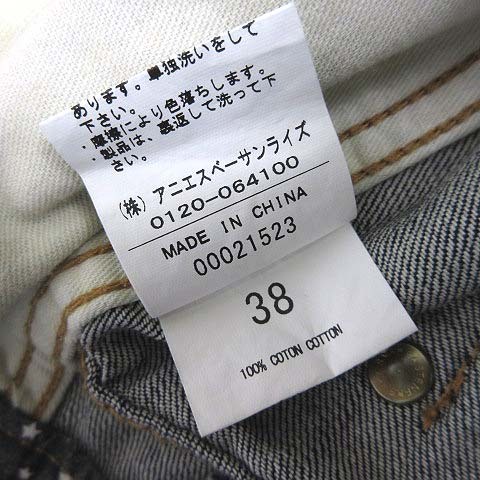 あります。単独洗いをして
下さい。
・摩擦により色落ちします。
・製品は、裏返して洗って下
さい。
(株) アニエスベーサンライズ
0120-064100
MADE IN CHINA
00021523
38
100% COTON COTTON